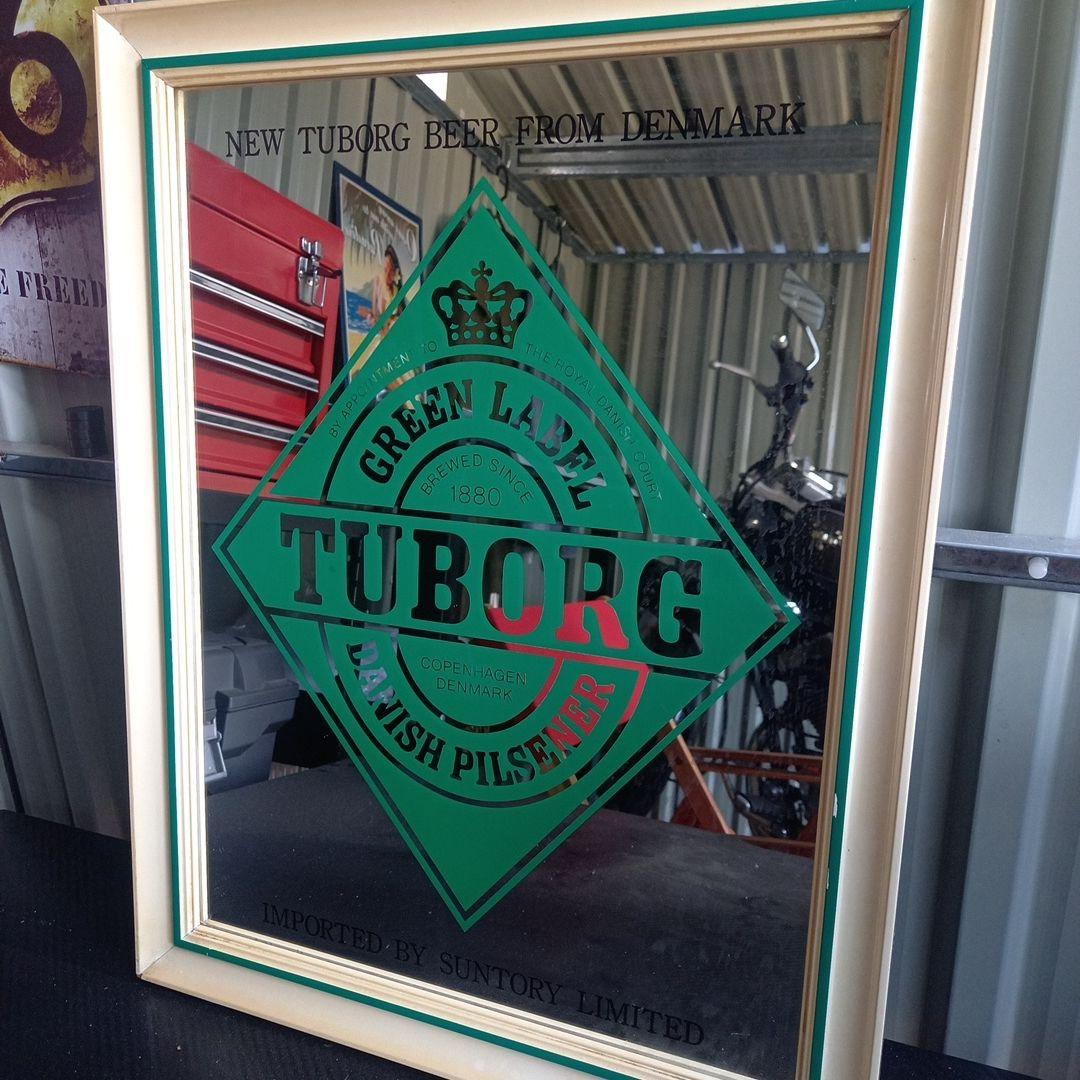 NEW TUBORG BEER FROM DENMARK
BY APPOINTMENT TO THE ROYAL DANISH COURT
GREEN LABEL
BREWED SINCE
1880
TUBORG
COPENHAGEN
DENMARK
DANISH PILSENER
IMPORTED BY SUNTORY LIMITED
E FREED